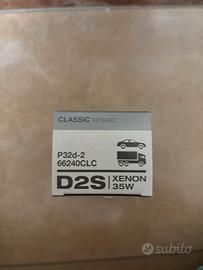 CLASSIC XENARC
P32d-2
66240CLC
D2S XENON
35W
subito